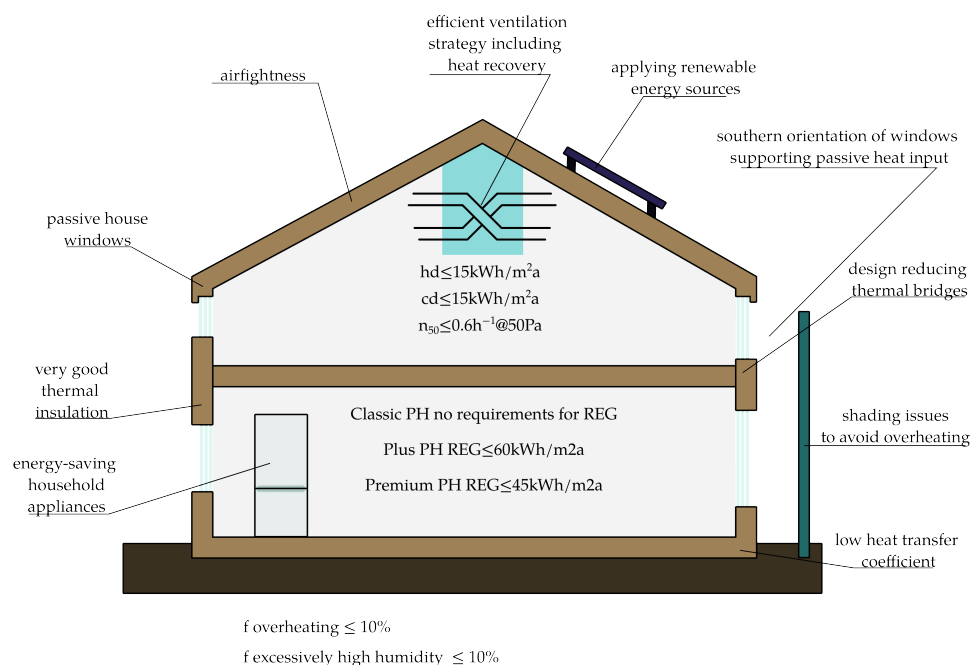 efficient ventilation
strategy including
heat recovery
airfightness
applying renewable
energy sources
southern orientation of windows
supporting passive heat input
passive house
windows
hd≤15kWh/m²a
cd≤15kWh/m²a
n₅₀≤0.6h⁻¹@50Pa
design reducing
thermal bridges
very good
thermal
insulation
Classic PH no requirements for REG
Plus PH REG≤60kWh/m2a
Premium PH REG≤45kWh/m2a
shading issues
to avoid overheating
energy-saving
household
appliances
low heat transfer
coefficient
f overheating ≤ 10%
f excessively high humidity ≤ 10%